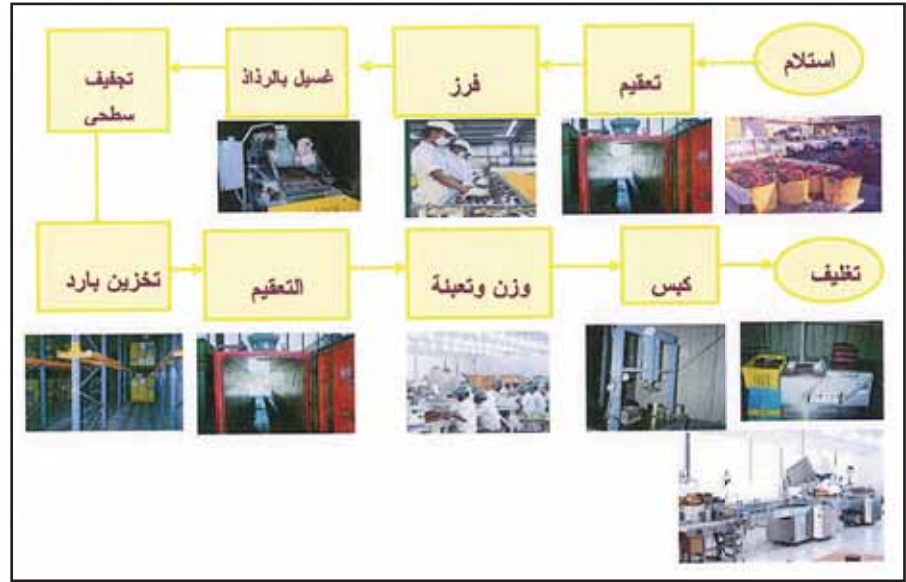 استلام
تعقيم
فرز
غسيل بالرذاذ
تجفيف
سطحى
تخزين بارد
التعقيم
وزن وتعبئة
كبس
تغليف